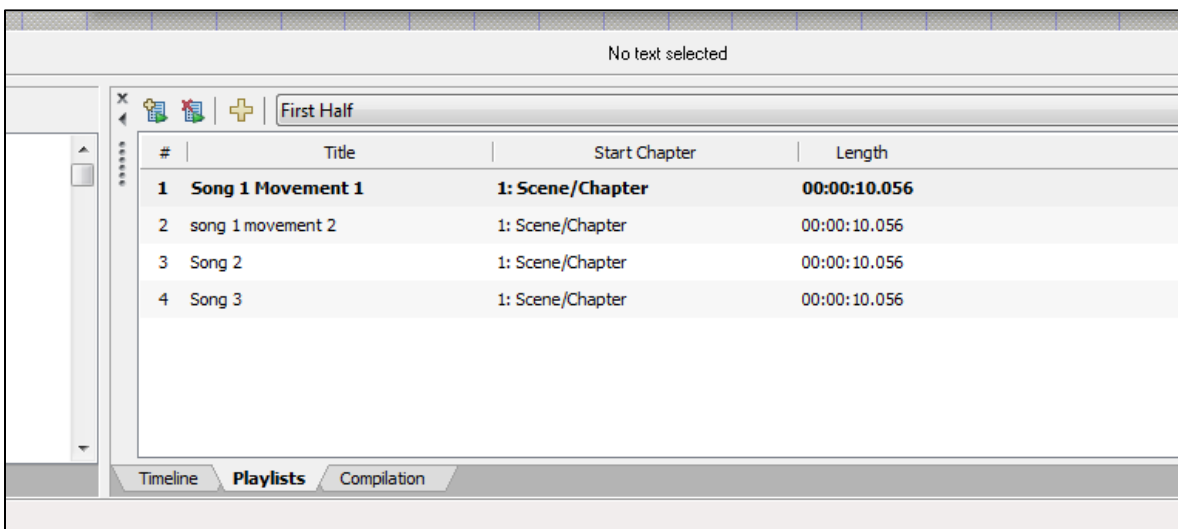 No text selected
First Half
# Title Start Chapter Length
1 Song 1 Movement 1 1: Scene/Chapter 00:00:10.056
2 song 1 movement 2 1: Scene/Chapter 00:00:10.056
3 Song 2 1: Scene/Chapter 00:00:10.056
4 Song 3 1: Scene/Chapter 00:00:10.056
Timeline Playlists Compilation